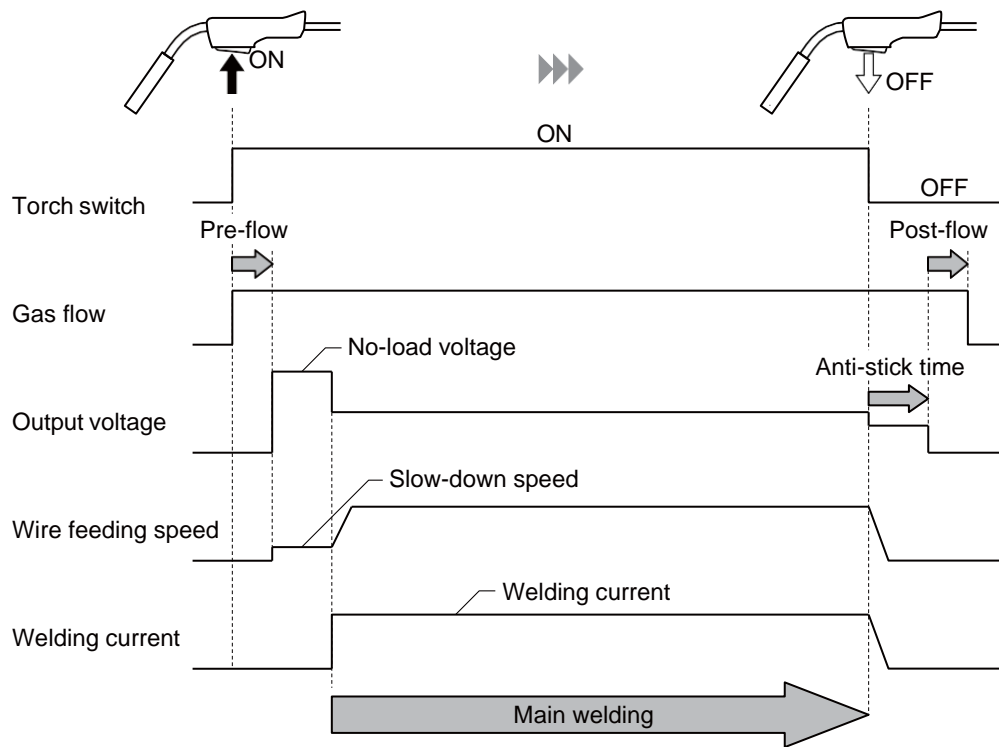 ON
OFF
ON
Torch switch
OFF
Pre-flow
Post-flow
Gas flow
No-load voltage
Anti-stick time
Output voltage
Slow-down speed
Wire feeding speed
Welding current
Welding current
Main welding